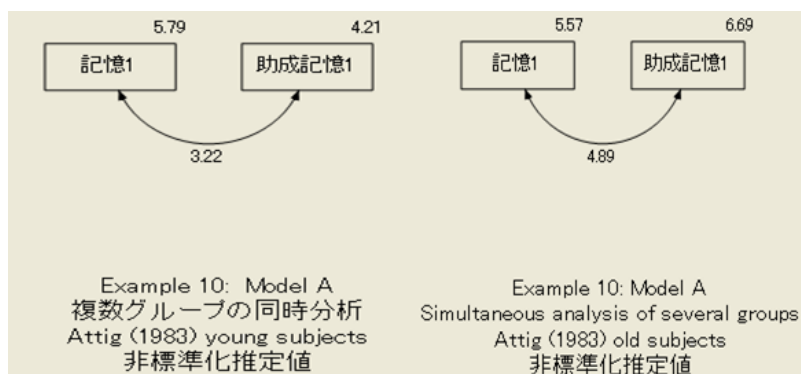 5.79
4.21
記憶1
助成記憶1
3.22
Example 10: Model A
複数グループの同時分析
Attig (1983) young subjects
非標準化推定値
5.57
6.69
記憶1
助成記憶1
4.89
Example 10: Model A
Simultaneous analysis of several groups
Attig (1983) old subjects
非標準化推定値